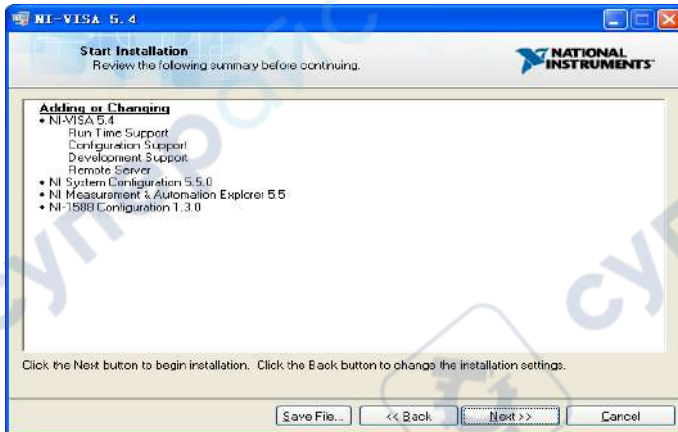 NI-VISA 5.4
Start Installation
Review the following summary before continuing.
NATIONAL INSTRUMENTS
Adding or Changing
• NI-VISA 5.4
Run Time Support
Configuration Support
Development Support
Remote Server
• NI System Configuration 5.5.0
• NI Measurement & Automation Explorer 5.5
• NI-1588 Configuration 1.3.0
Click the Next button to begin installation. Click the Back button to change the installation settings.
Save File... << Back Next >> Cancel